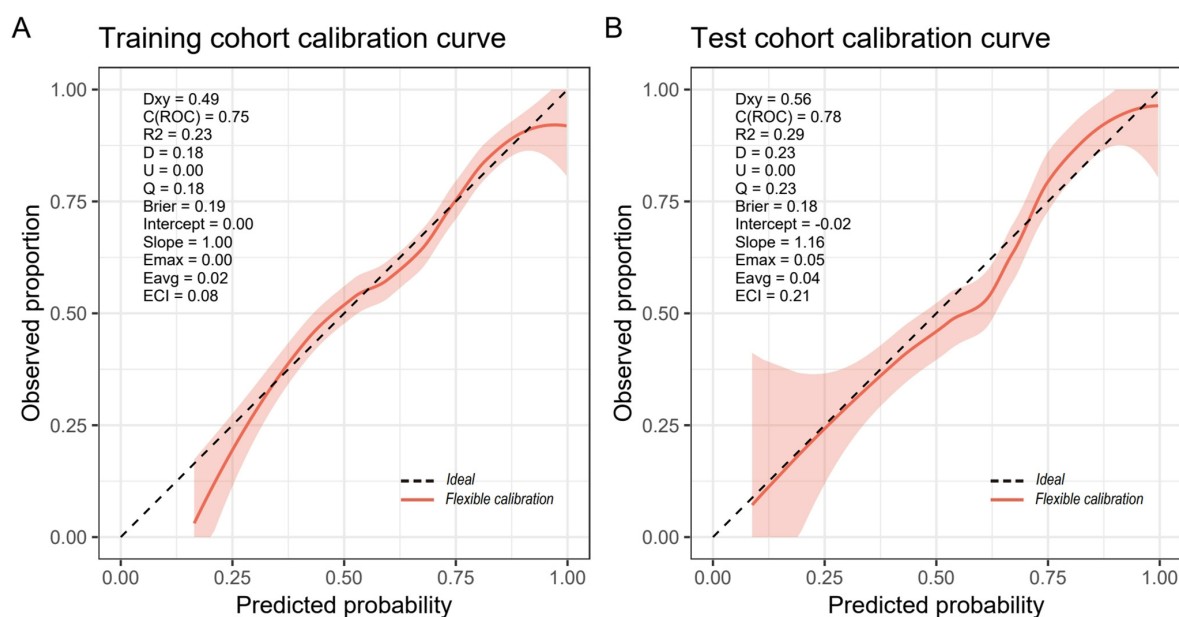 A
Training cohort calibration curve
Observed proportion
1.00
0.75
0.50
0.25
0.00
Dxy = 0.49
C(ROC) = 0.75
R2 = 0.23
D = 0.18
U = 0.00
Q = 0.18
Brier = 0.19
Intercept = 0.00
Slope = 1.00
Emax = 0.00
Eavg = 0.02
ECI = 0.08
Ideal
Flexible calibration
0.00 0.25 0.50 0.75 1.00
Predicted probability
B
Test cohort calibration curve
Observed proportion
1.00
0.75
0.50
0.25
0.00
Dxy = 0.56
C(ROC) = 0.78
R2 = 0.29
D = 0.23
U = 0.00
Q = 0.23
Brier = 0.18
Intercept = -0.02
Slope = 1.16
Emax = 0.05
Eavg = 0.04
ECI = 0.21
Ideal
Flexible calibration
0.00 0.25 0.50 0.75 1.00
Predicted probability